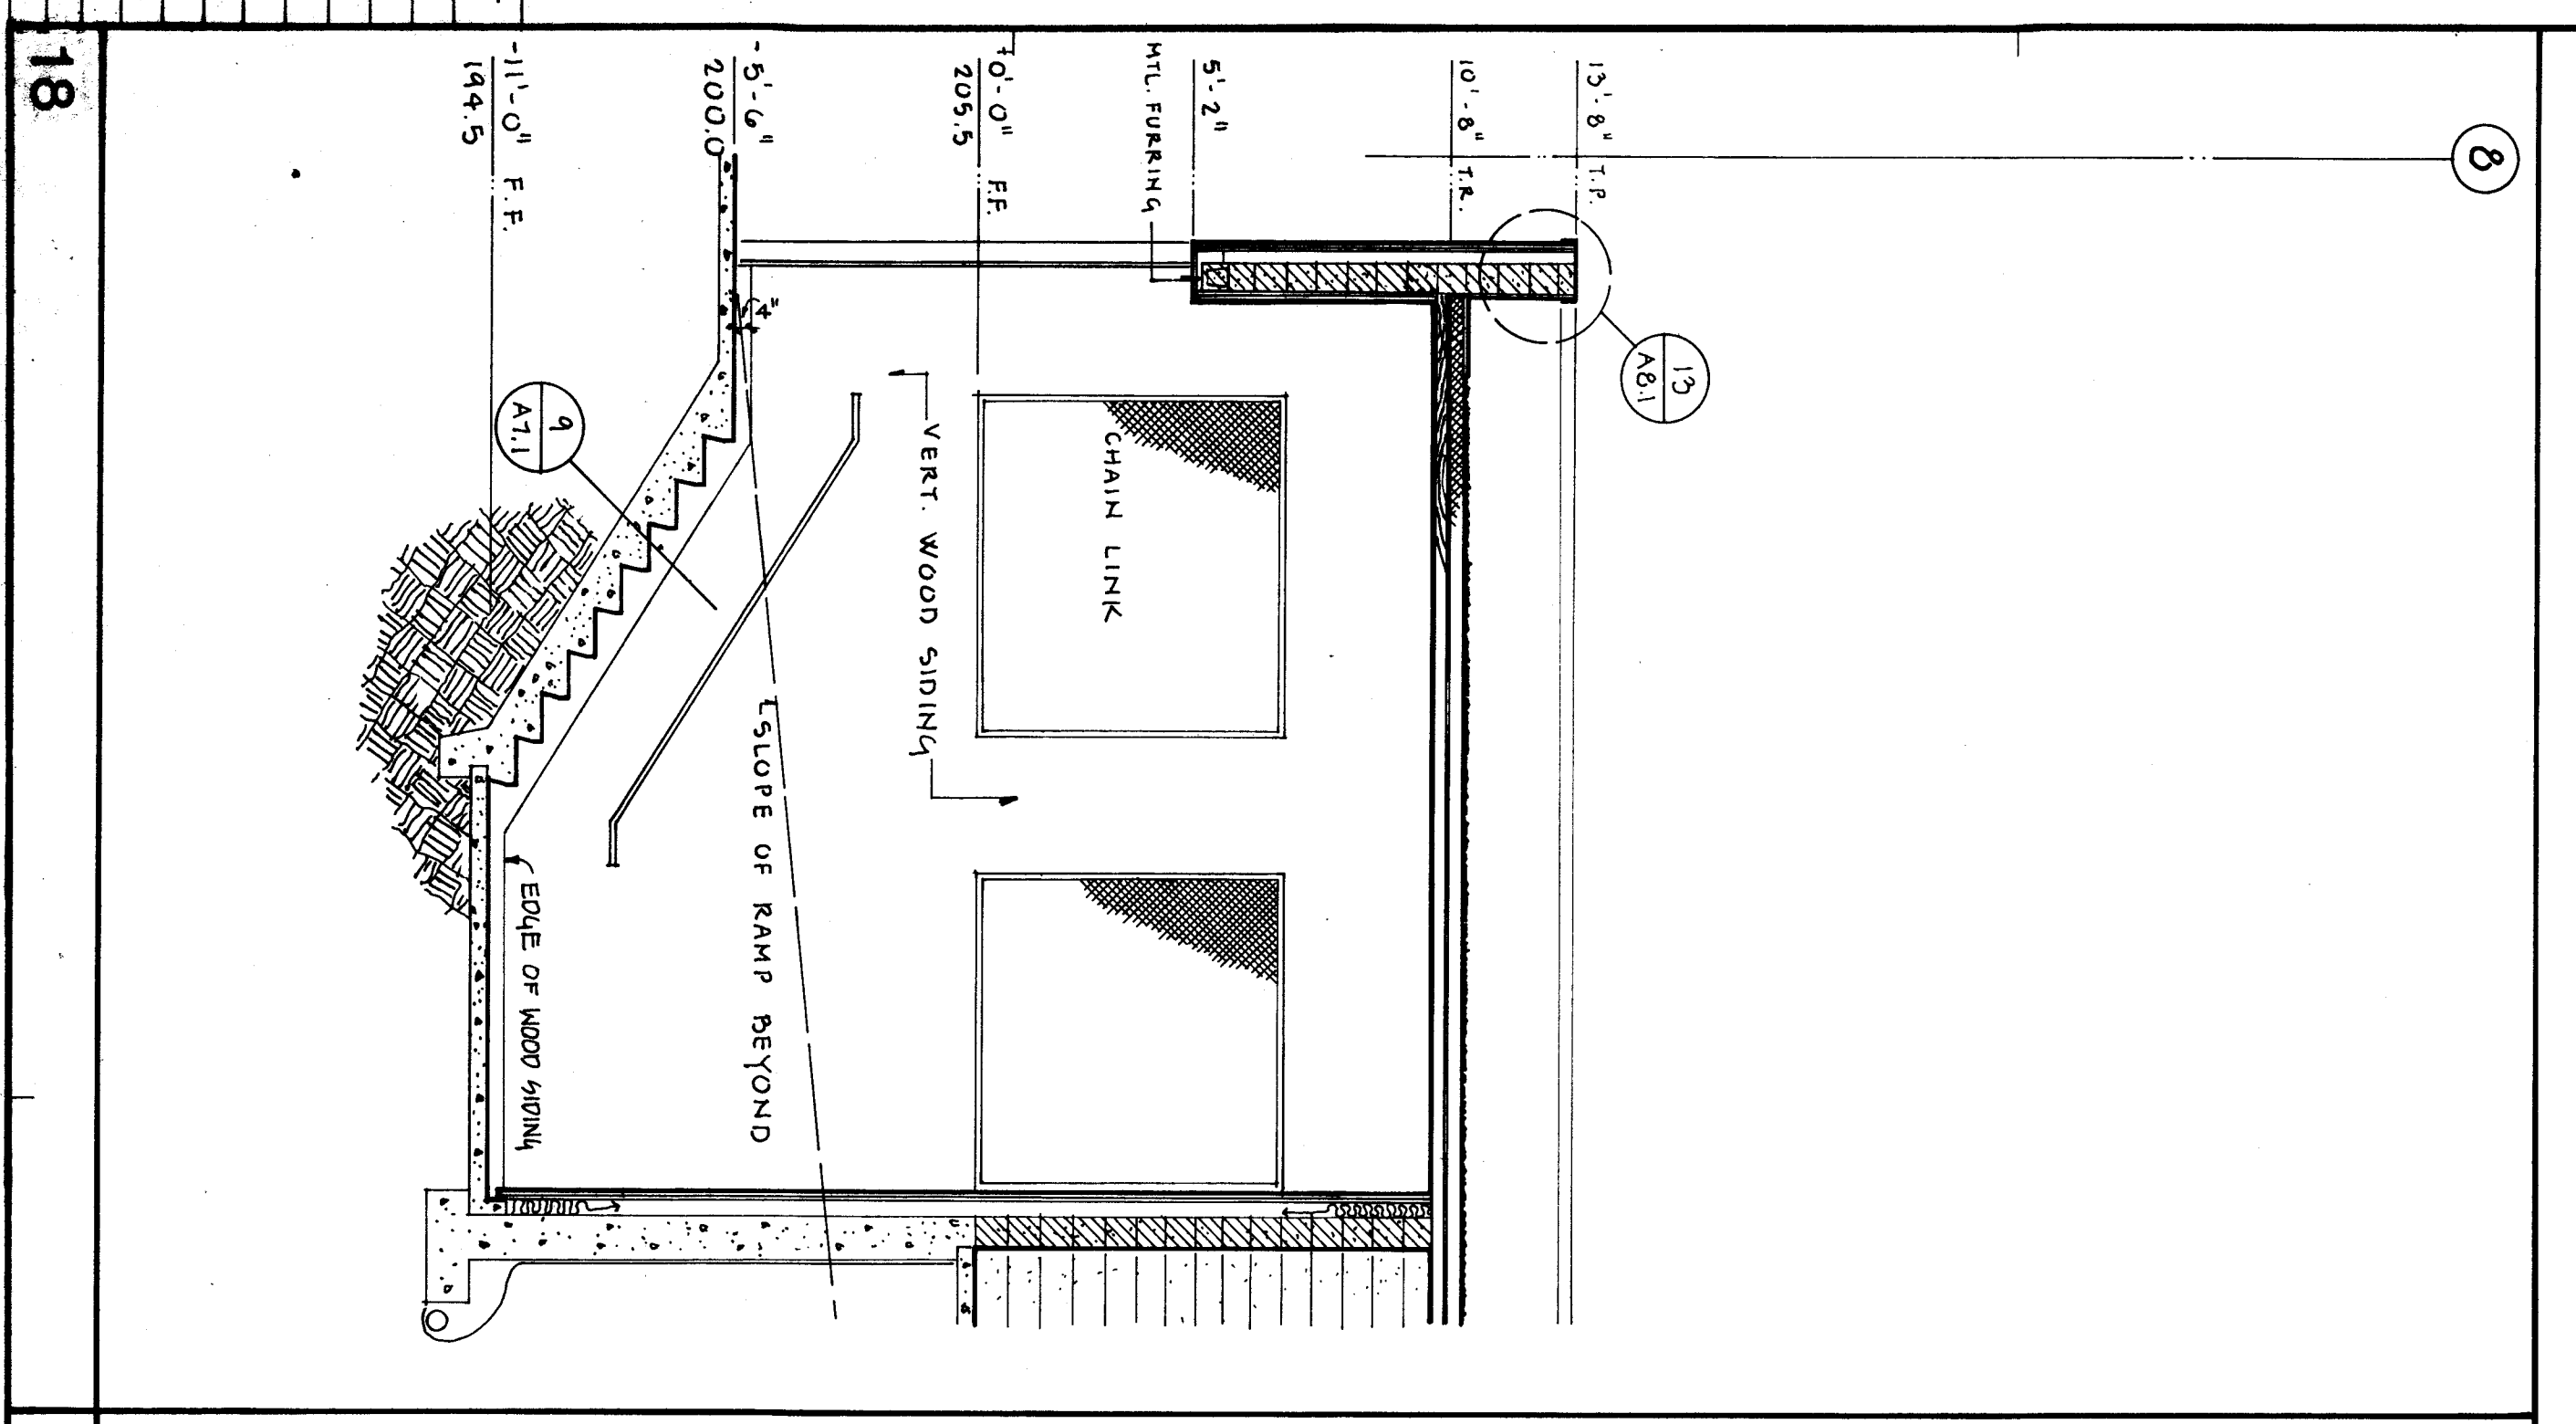 8
13'-8" T.P.
13
A8.1
10'-8" T.R.
5'-2"
MTL. FURRING
+0'-0" F.F.
205.5
CHAIN LINK
VERT. WOOD SIDING
-5'-6"
200.0
4"
SLOPE OF RAMP BEYOND
9
A7.1
-11'-0" F.F.
194.5
EDGE OF WOOD SIDING
18